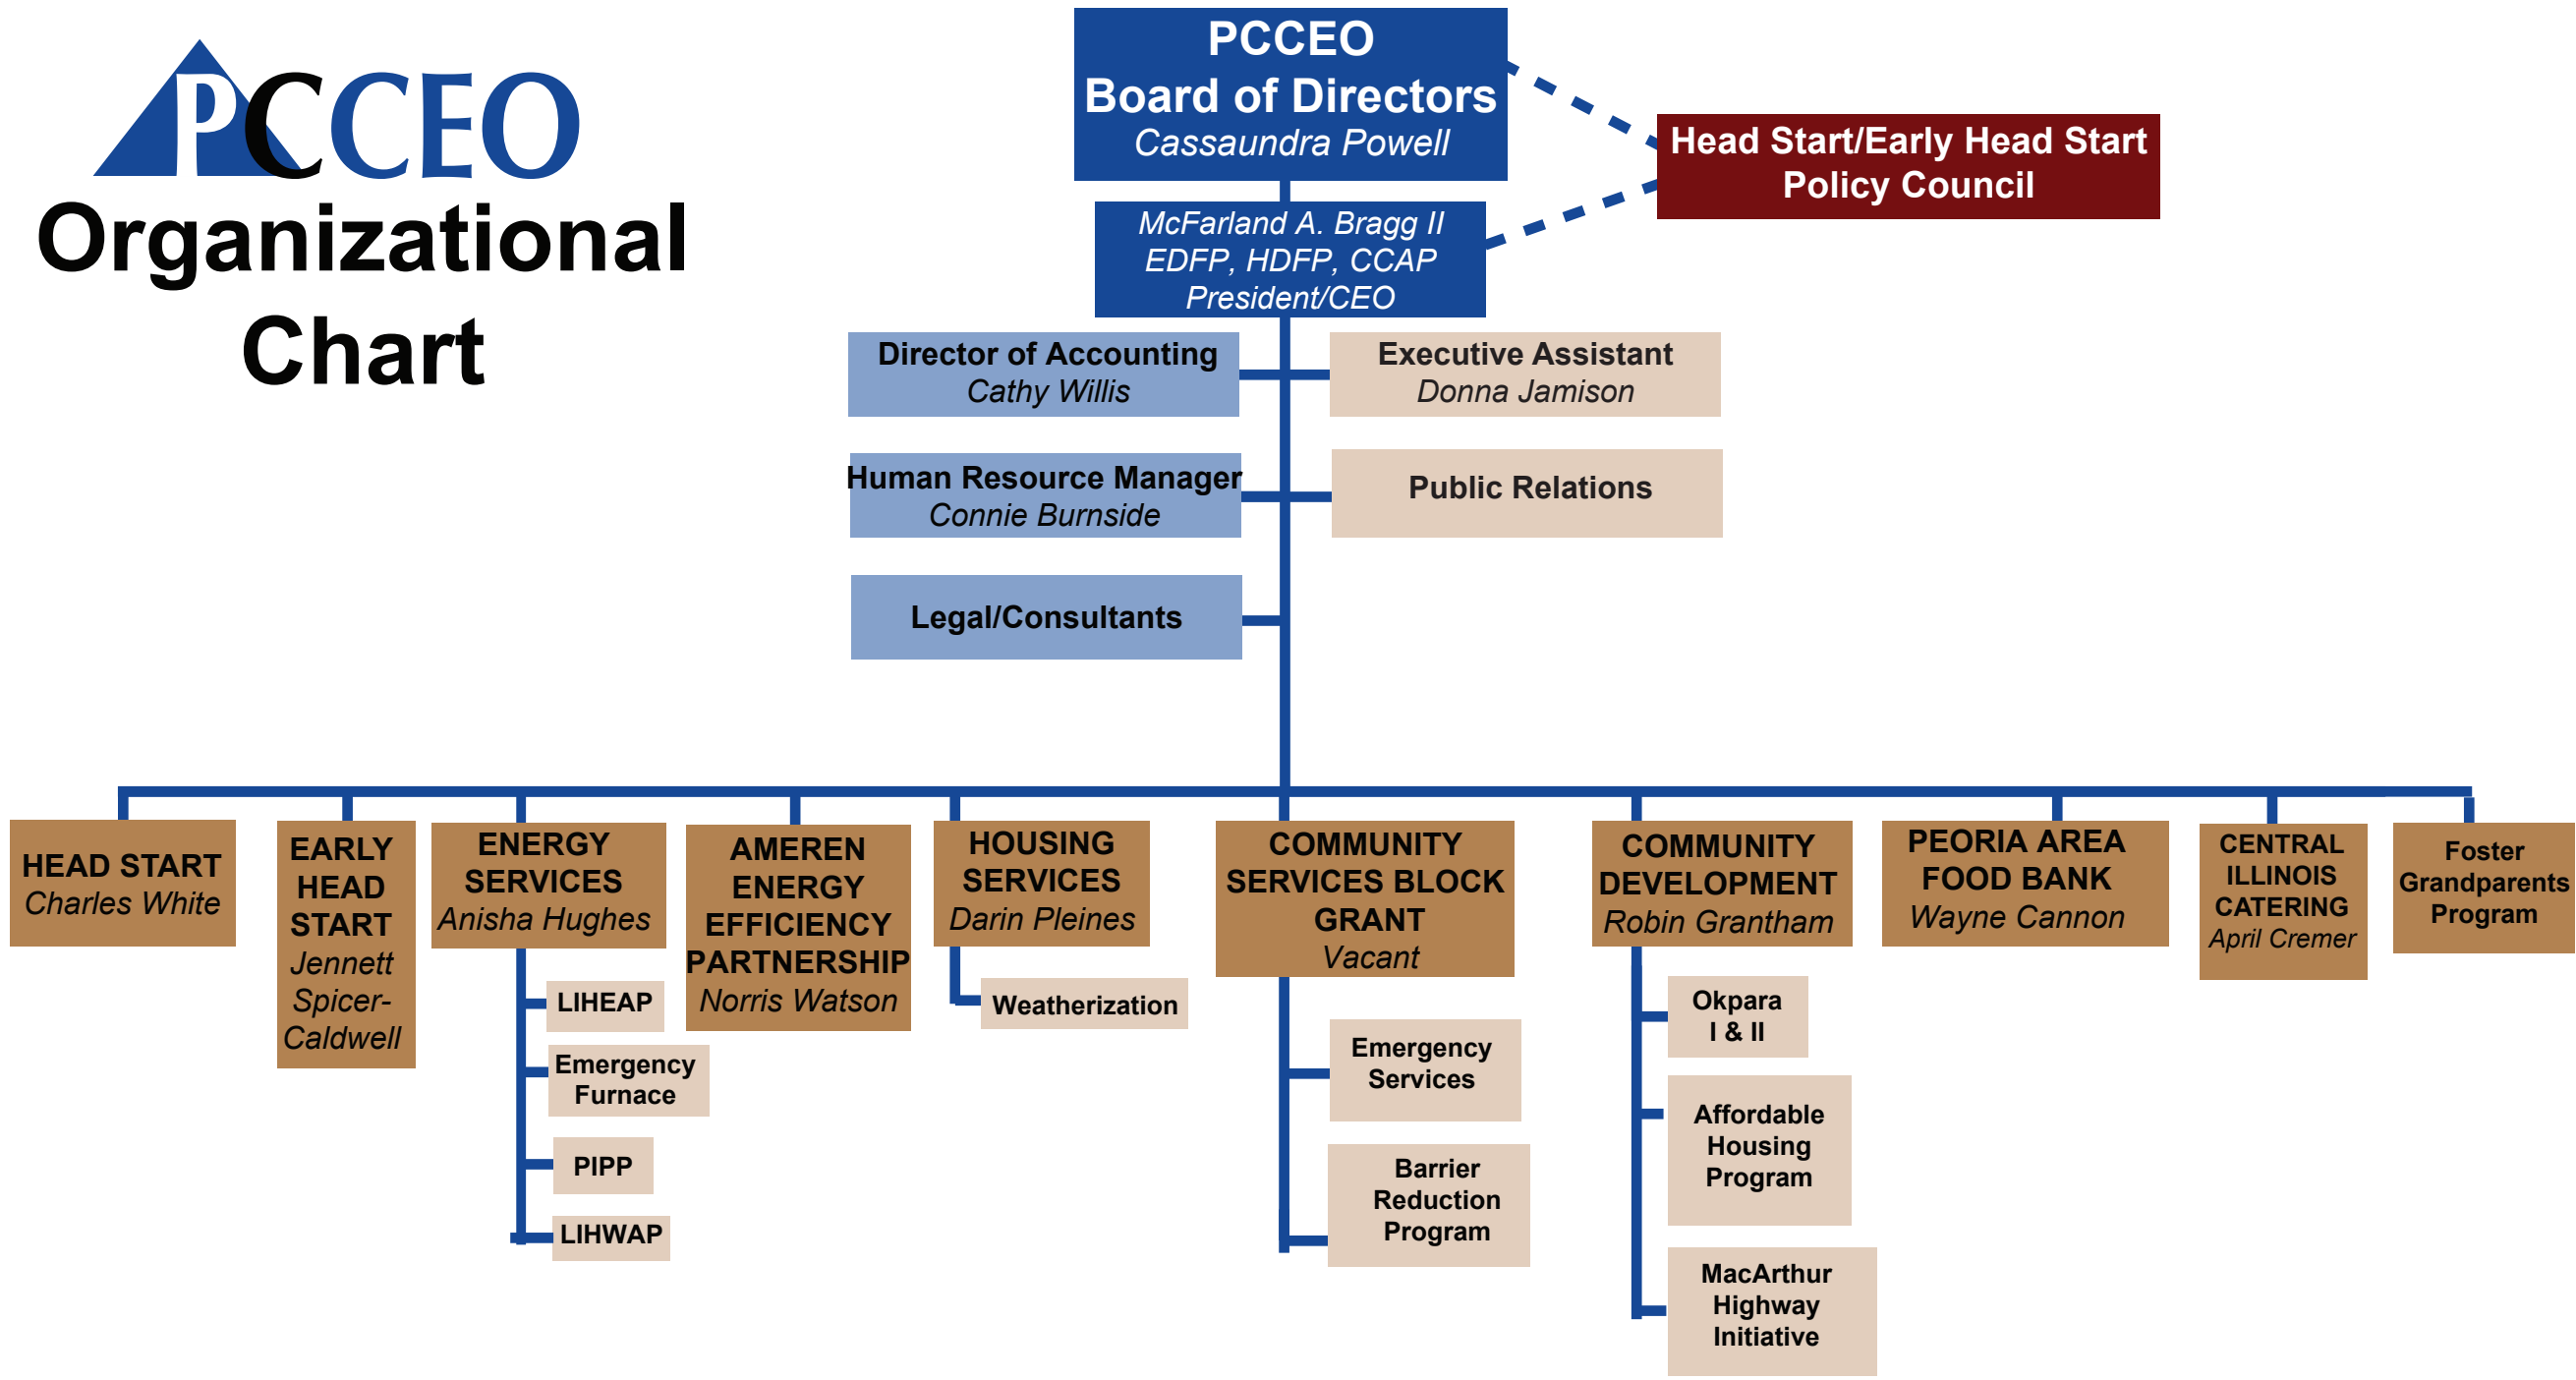 PCCEO
Organizational
Chart
PCCEO
Board of Directors
Cassaundra Powell
Head Start/Early Head Start
Policy Council
McFarland A. Bragg II
EDFP, HDFP, CCAP
President/CEO
Director of Accounting
Cathy Willis
Executive Assistant
Donna Jamison
Human Resource Manager
Connie Burnside
Public Relations
Legal/Consultants
HEAD START
Charles White
EARLY
HEAD
START
Jennett
Spicer-
Caldwell
ENERGY
SERVICES
Anisha Hughes
LIHEAP
Emergency
Furnace
PIPP
LIHWAP
AMEREN
ENERGY
EFFICIENCY
PARTNERSHIP
Norris Watson
HOUSING
SERVICES
Darin Pleines
Weatherization
COMMUNITY
SERVICES BLOCK
GRANT
Vacant
Emergency
Services
Barrier
Reduction
Program
COMMUNITY
DEVELOPMENT
Robin Grantham
Okpara
I & II
Affordable
Housing
Program
MacArthur
Highway
Initiative
PEORIA AREA
FOOD BANK
Wayne Cannon
CENTRAL
ILLINOIS
CATERING
April Cremer
Foster
Grandparents
Program